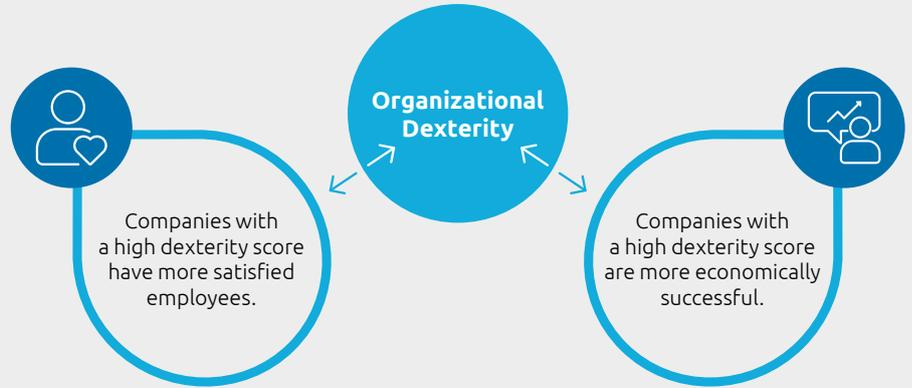 Organizational
Dexterity
Companies with
a high dexterity score
have more satisfied
employees.
Companies with
a high dexterity score
are more economically
successful.